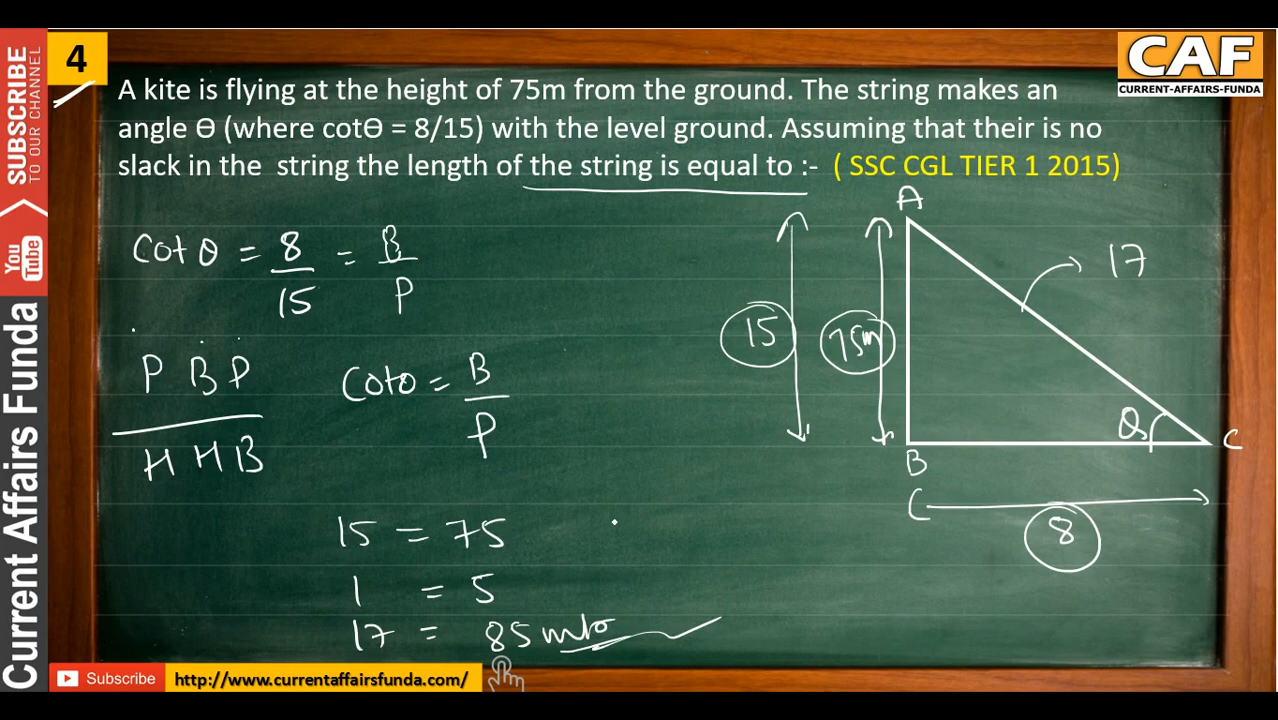 4
CAF
CURRENT-AFFAIRS-FUNDA
SUBSCRIBE
TO OUR CHANNEL
You
Tube
Current Affairs Funda
A kite is flying at the height of 75m from the ground. The string makes an
angle ϴ (where cotϴ = 8/15) with the level ground. Assuming that their is no
slack in the string the length of the string is equal to :- ( SSC CGL TIER 1 2015)
Cot θ = 8/15 = B/P
P B P
H H B
Cotθ = B/P
15 = 75
1 = 5
17 = 85
A
17
15
75m
θ
B
C
8
Subscribe
http://www.currentaffairsfunda.com/